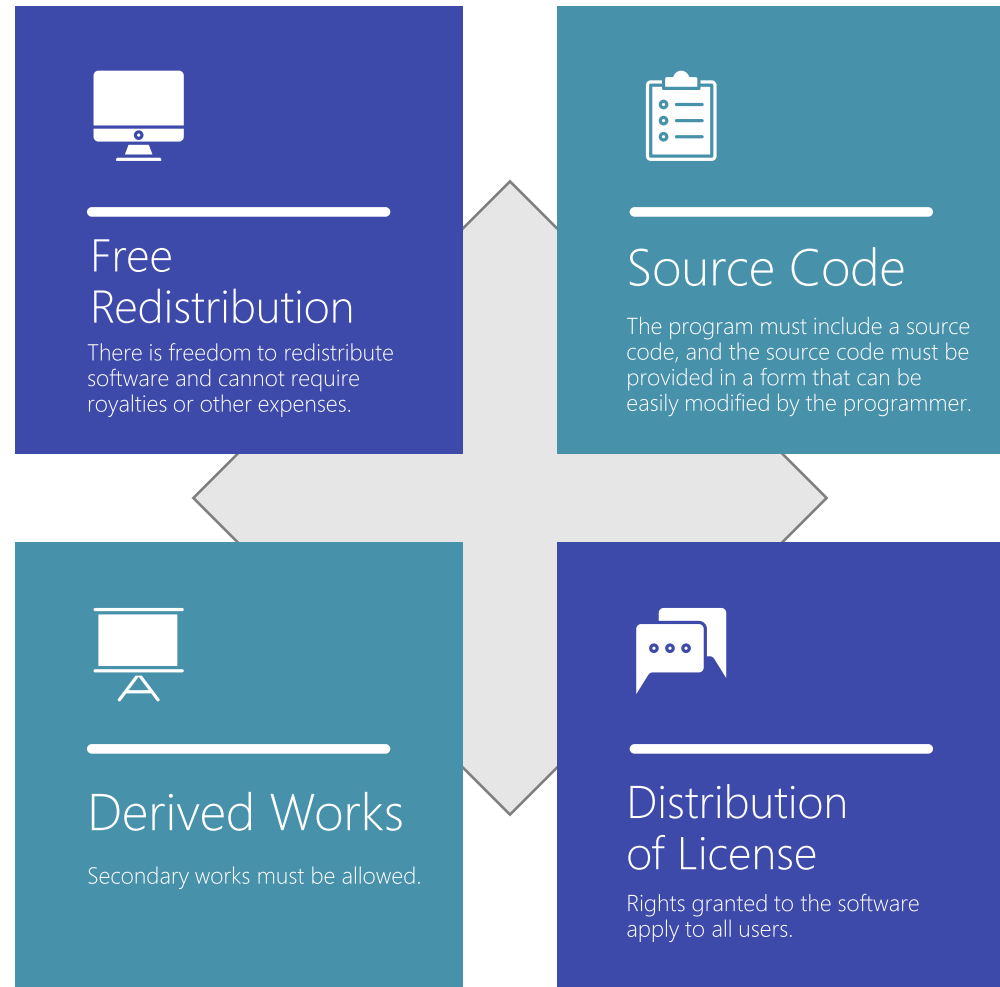 Free
Redistribution
There is freedom to redistribute
software and cannot require
royalties or other expenses.
Source Code
The program must include a source
code, and the source code must be
provided in a form that can be
easily modified by the programmer.
Derived Works
Secondary works must be allowed.
Distribution
of License
Rights granted to the software
apply to all users.